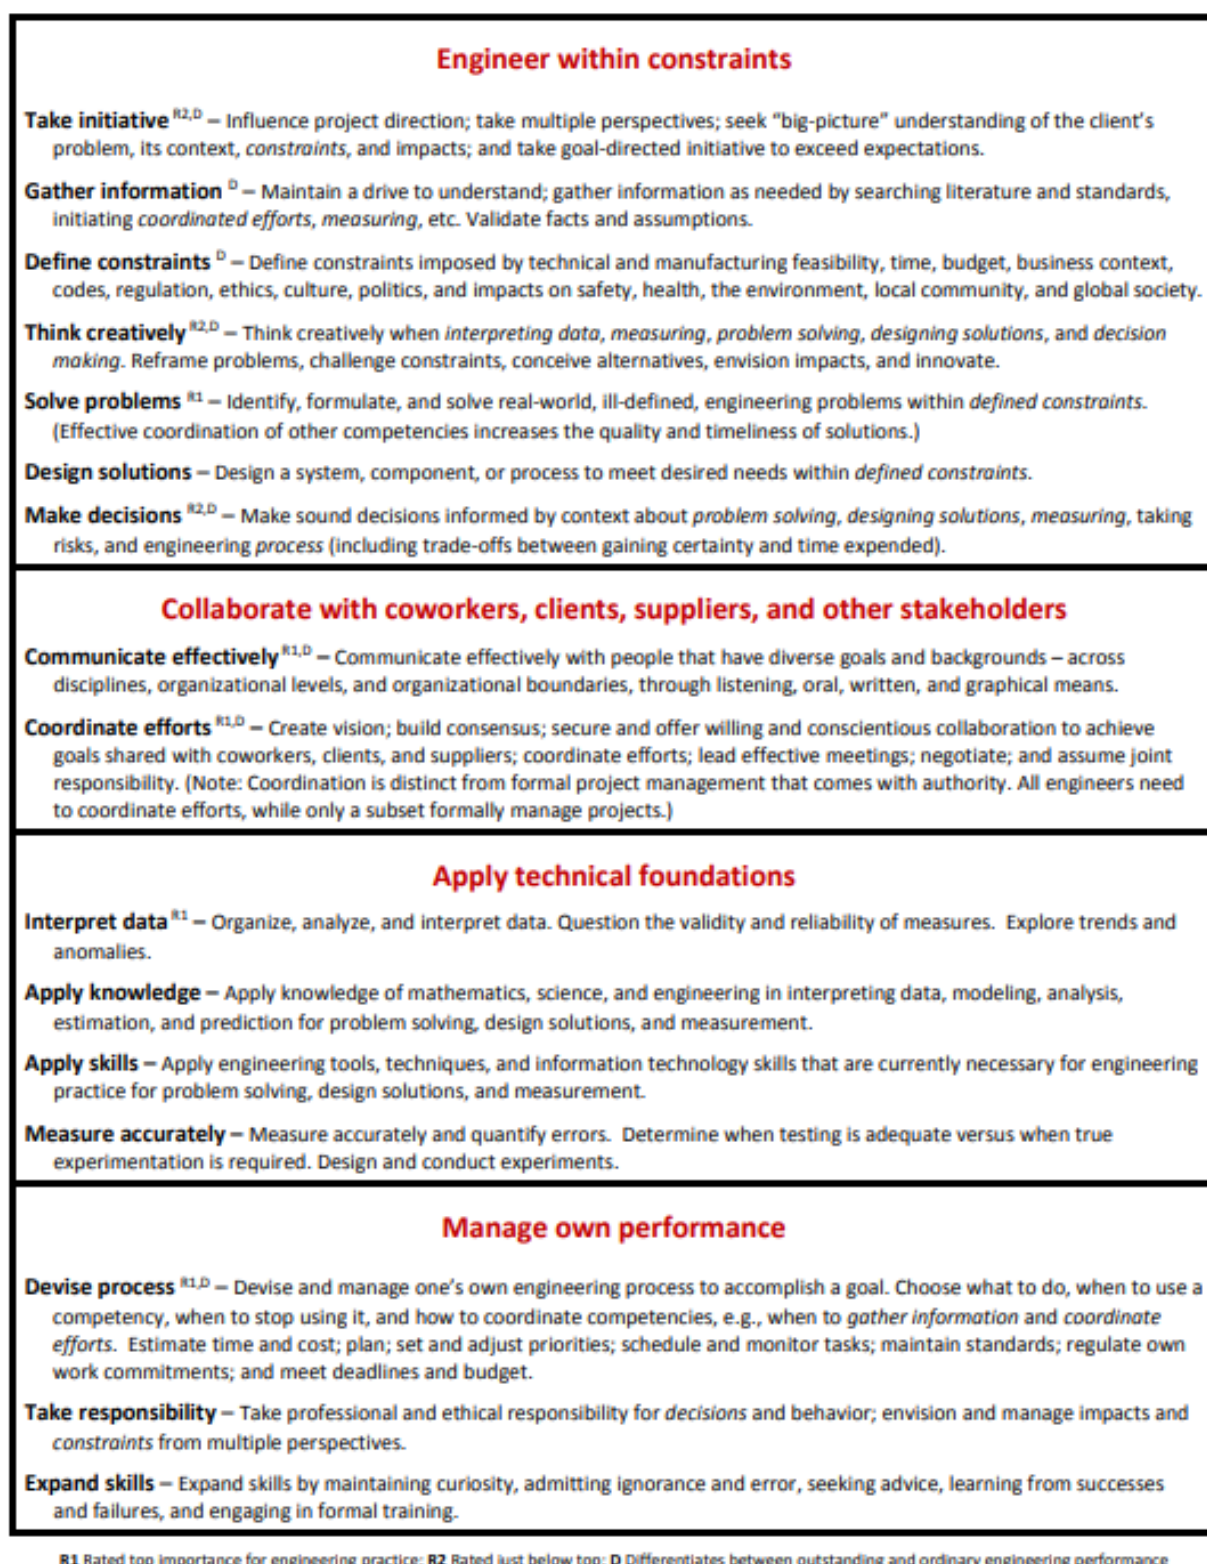 Engineer within constraints
Take initiative R2,D – Influence project direction; take multiple perspectives; seek “big-picture” understanding of the client’s
problem, its context, constraints, and impacts; and take goal-directed initiative to exceed expectations.
Gather information D – Maintain a drive to understand; gather information as needed by searching literature and standards,
initiating coordinated efforts, measuring, etc. Validate facts and assumptions.
Define constraints D – Define constraints imposed by technical and manufacturing feasibility, time, budget, business context,
codes, regulation, ethics, culture, politics, and impacts on safety, health, the environment, local community, and global society.
Think creatively R2,D – Think creatively when interpreting data, measuring, problem solving, designing solutions, and decision
making. Reframe problems, challenge constraints, conceive alternatives, envision impacts, and innovate.
Solve problems R1 – Identify, formulate, and solve real-world, ill-defined, engineering problems within defined constraints.
(Effective coordination of other competencies increases the quality and timeliness of solutions.)
Design solutions – Design a system, component, or process to meet desired needs within defined constraints.
Make decisions R2,D – Make sound decisions informed by context about problem solving, designing solutions, measuring, taking
risks, and engineering process (including trade-offs between gaining certainty and time expended).
Collaborate with coworkers, clients, suppliers, and other stakeholders
Communicate effectively R1,D – Communicate effectively with people that have diverse goals and backgrounds – across
disciplines, organizational levels, and organizational boundaries, through listening, oral, written, and graphical means.
Coordinate efforts R1,D – Create vision; build consensus; secure and offer willing and conscientious collaboration to achieve
goals shared with coworkers, clients, and suppliers; coordinate efforts; lead effective meetings; negotiate; and assume joint
responsibility. (Note: Coordination is distinct from formal project management that comes with authority. All engineers need
to coordinate efforts, while only a subset formally manage projects.)
Apply technical foundations
Interpret data R1 – Organize, analyze, and interpret data. Question the validity and reliability of measures. Explore trends and
anomalies.
Apply knowledge – Apply knowledge of mathematics, science, and engineering in interpreting data, modeling, analysis,
estimation, and prediction for problem solving, design solutions, and measurement.
Apply skills – Apply engineering tools, techniques, and information technology skills that are currently necessary for engineering
practice for problem solving, design solutions, and measurement.
Measure accurately – Measure accurately and quantify errors. Determine when testing is adequate versus when true
experimentation is required. Design and conduct experiments.
Manage own performance
Devise process R1,D – Devise and manage one’s own engineering process to accomplish a goal. Choose what to do, when to use a
competency, when to stop using it, and how to coordinate competencies, e.g., when to gather information and coordinate
efforts. Estimate time and cost; plan; set and adjust priorities; schedule and monitor tasks; maintain standards; regulate own
work commitments; and meet deadlines and budget.
Take responsibility – Take professional and ethical responsibility for decisions and behavior; envision and manage impacts and
constraints from multiple perspectives.
Expand skills – Expand skills by maintaining curiosity, admitting ignorance and error, seeking advice, learning from successes
and failures, and engaging in formal training.
R1 Rated top importance for engineering practice; R2 Rated just below top; D Differentiates between outstanding and ordinary engineering performance